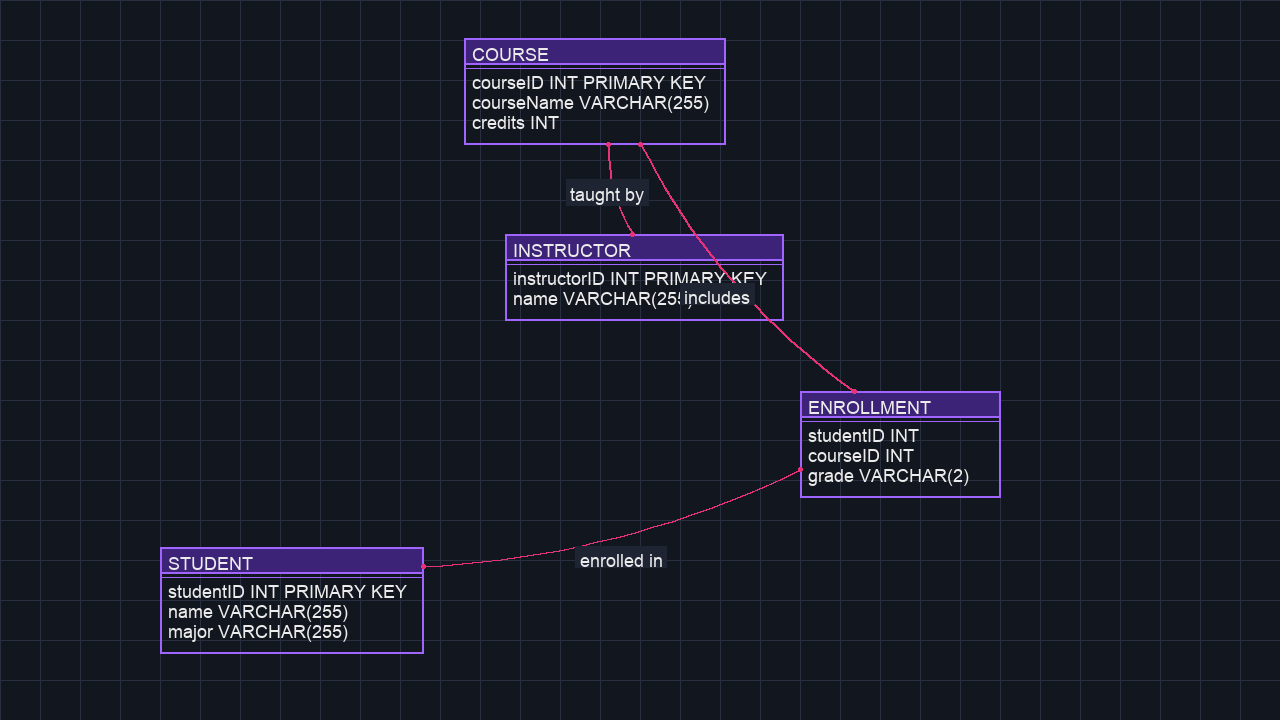 COURSE
courseID INT PRIMARY KEY
courseName VARCHAR(255)
credits INT
taught by
INSTRUCTOR
instructorID INT PRIMARY KEY
name VARCHAR(255)
includes
ENROLLMENT
studentID INT
courseID INT
grade VARCHAR(2)
enrolled in
STUDENT
studentID INT PRIMARY KEY
name VARCHAR(255)
major VARCHAR(255)